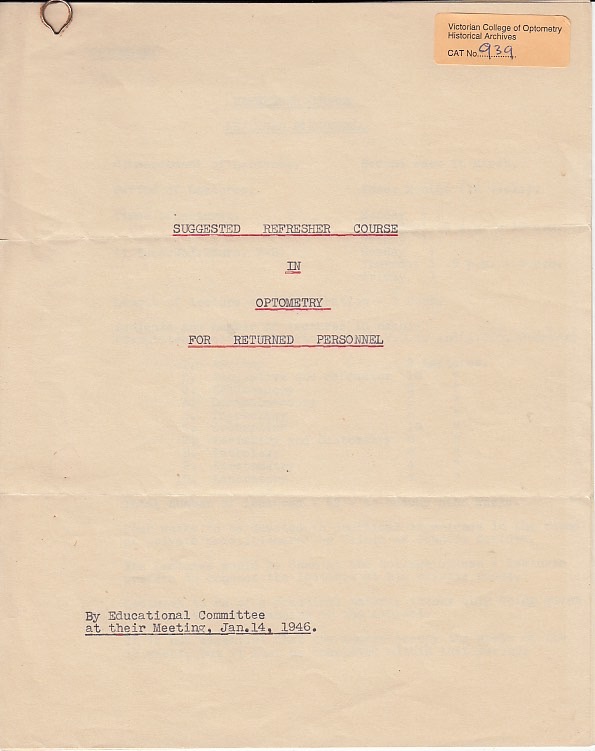 Victorian College of Optometry
Historical Archives
CAT No. 939
SUGGESTED REFRESHER COURSE
IN
OPTOMETRY
FOR RETURNED PERSONNEL
By Educational Committee
at their Meeting, Jan.14, 1946.